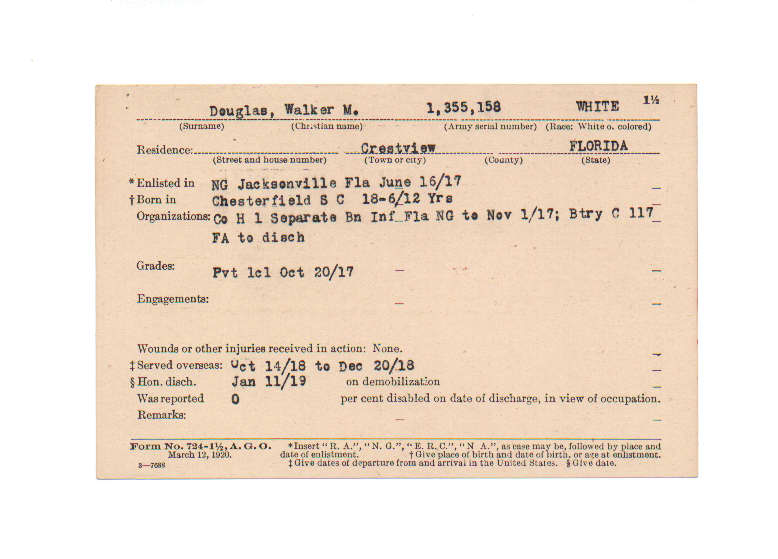 Douglas, Walker M. 1,355,158 WHITE 1½
(Surname) (Christian name) (Army serial number) (Race: White o. colored)
Residence: Crestview FLORIDA
(Street and house number) (Town or city) (County) (State)
*Enlisted in NG Jacksonville Fla June 16/17
†Born in Chesterfield S C 18-6/12 Yrs
Organizations: Co H 1 Separate Bn Inf Fla NG to Nov 1/17; Btry C 117
FA to disch
Grades: Pvt 1cl Oct 20/17 —
Engagements: —
Wounds or other injuries received in action: None.
‡Served overseas: Oct 14/18 to Dec 20/18
§Hon. disch. Jan 11/19 on demobilization
Was reported 0 per cent disabled on date of discharge, in view of occupation.
Remarks: —
Form No. 724-1½, A. G. O. *Insert "R. A.", "N. G.", "E. R. C.", "N A.", as case may be, followed by place and
March 12, 1920. date of enlistment. †Give place of birth and date of birth, or age at enlistment.
3—7688 ‡Give dates of departure from and arrival in the United States. §Give date.